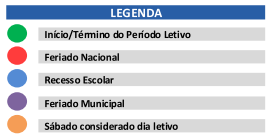 LEGENDA
Início/Término do Período Letivo
Feriado Nacional
Recesso Escolar
Feriado Municipal
Sábado considerado dia letivo